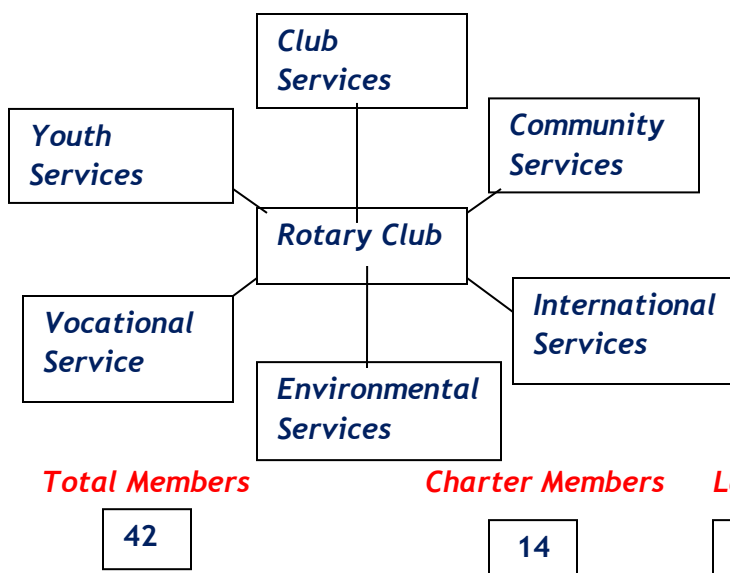 Club
Services
Youth
Services
Community
Services
Rotary Club
Vocational
Service
International
Services
Environmental
Services
Total Members
Charter Members
42
14